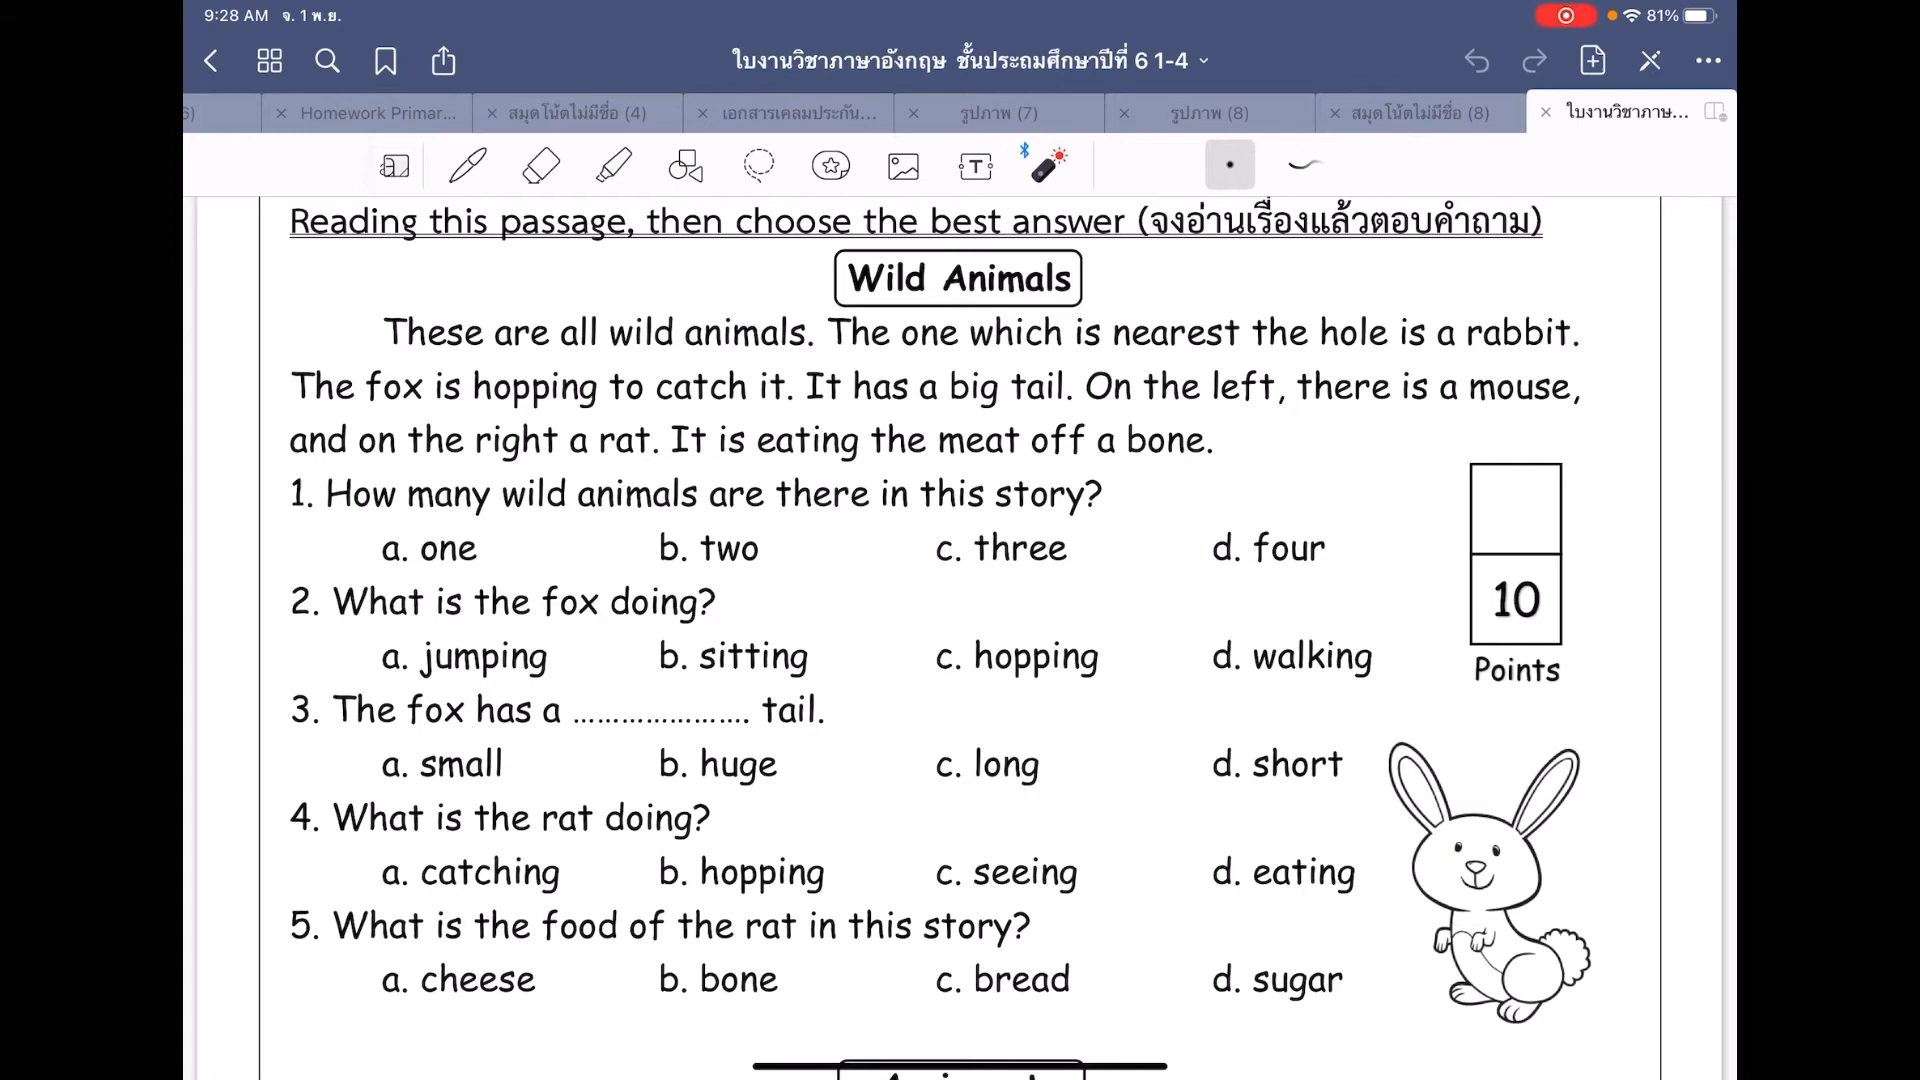 9:28 AM จ. 1 พ.ย.
81%
ใบงานวิชาภาษาอังกฤษ ชั้นประถมศึกษาปีที่ 6 1-4
6)
Homework Primar...
สมุดโน้ตไม่มีชื่อ (4)
เอกสารเคลมประกัน...
รูปภาพ (7)
รูปภาพ (8)
สมุดโน้ตไม่มีชื่อ (8)
ใบงานวิชาภาษ...
Reading this passage, then choose the best answer (จงอ่านเรื่องแล้วตอบคำถาม)
Wild Animals
These are all wild animals. The one which is nearest the hole is a rabbit.
The fox is hopping to catch it. It has a big tail. On the left, there is a mouse,
and on the right a rat. It is eating the meat off a bone.
1. How many wild animals are there in this story?
a. one b. two c. three d. four
2. What is the fox doing?
a. jumping b. sitting c. hopping d. walking
3. The fox has a .................... tail.
a. small b. huge c. long d. short
4. What is the rat doing?
a. catching b. hopping c. seeing d. eating
5. What is the food of the rat in this story?
a. cheese b. bone c. bread d. sugar
10
Points